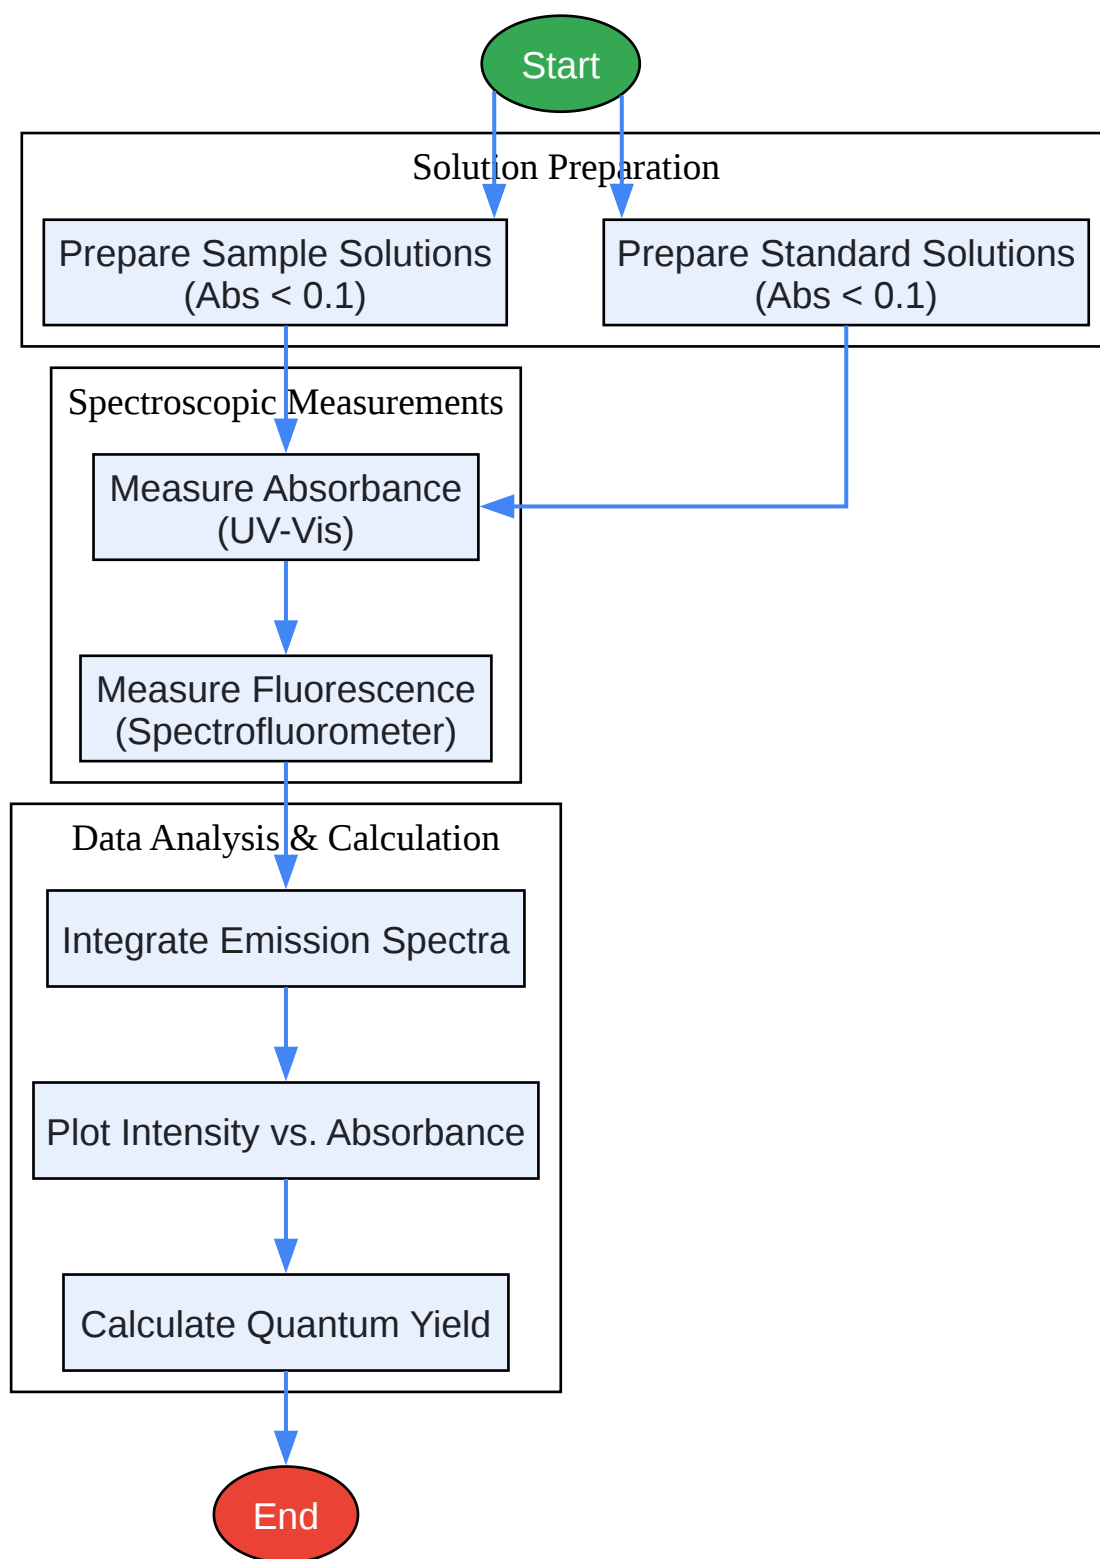 Start
Solution Preparation
Prepare Sample Solutions
(Abs < 0.1)
Prepare Standard Solutions
(Abs < 0.1)
Spectroscopic Measurements
Measure Absorbance
(UV-Vis)
Measure Fluorescence
(Spectrofluorometer)
Data Analysis & Calculation
Integrate Emission Spectra
Plot Intensity vs. Absorbance
Calculate Quantum Yield
End